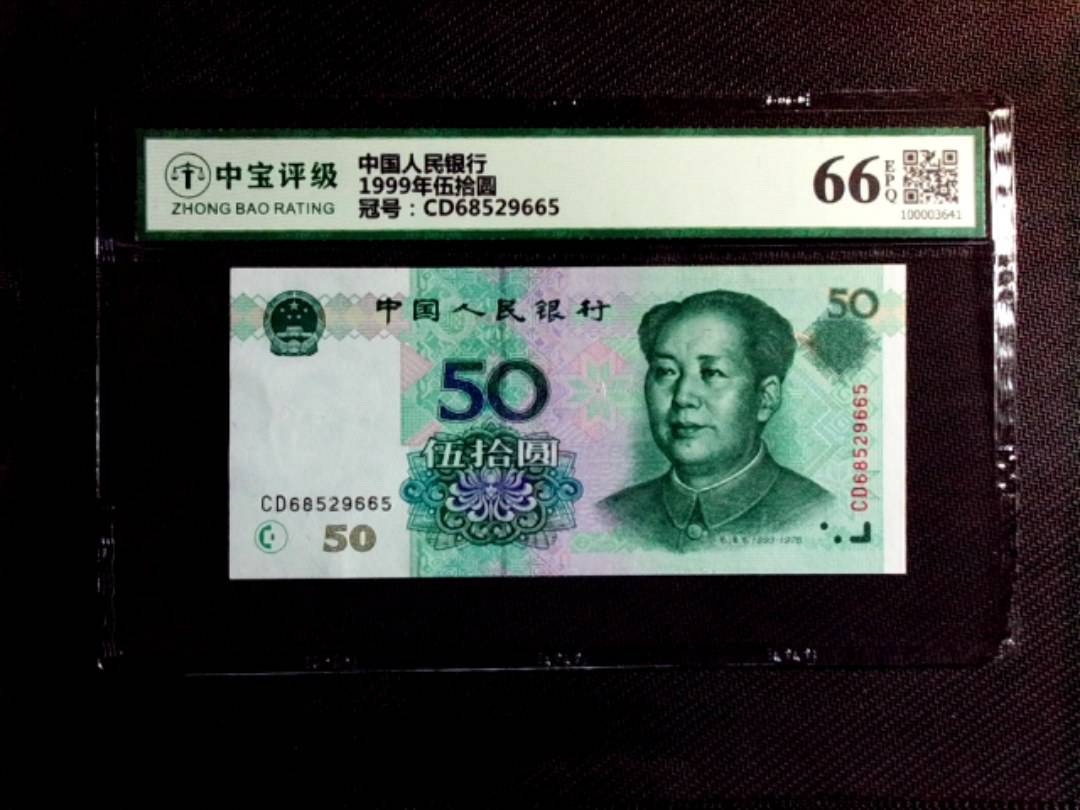 中宝评级
ZHONG BAO RATING
中国人民银行
1999年伍拾圆
冠号：CD68529665
66
EPQ
100003641
中国人民银行
50
50
伍拾圆
CD68529665
CD68529665
50
1893-1976